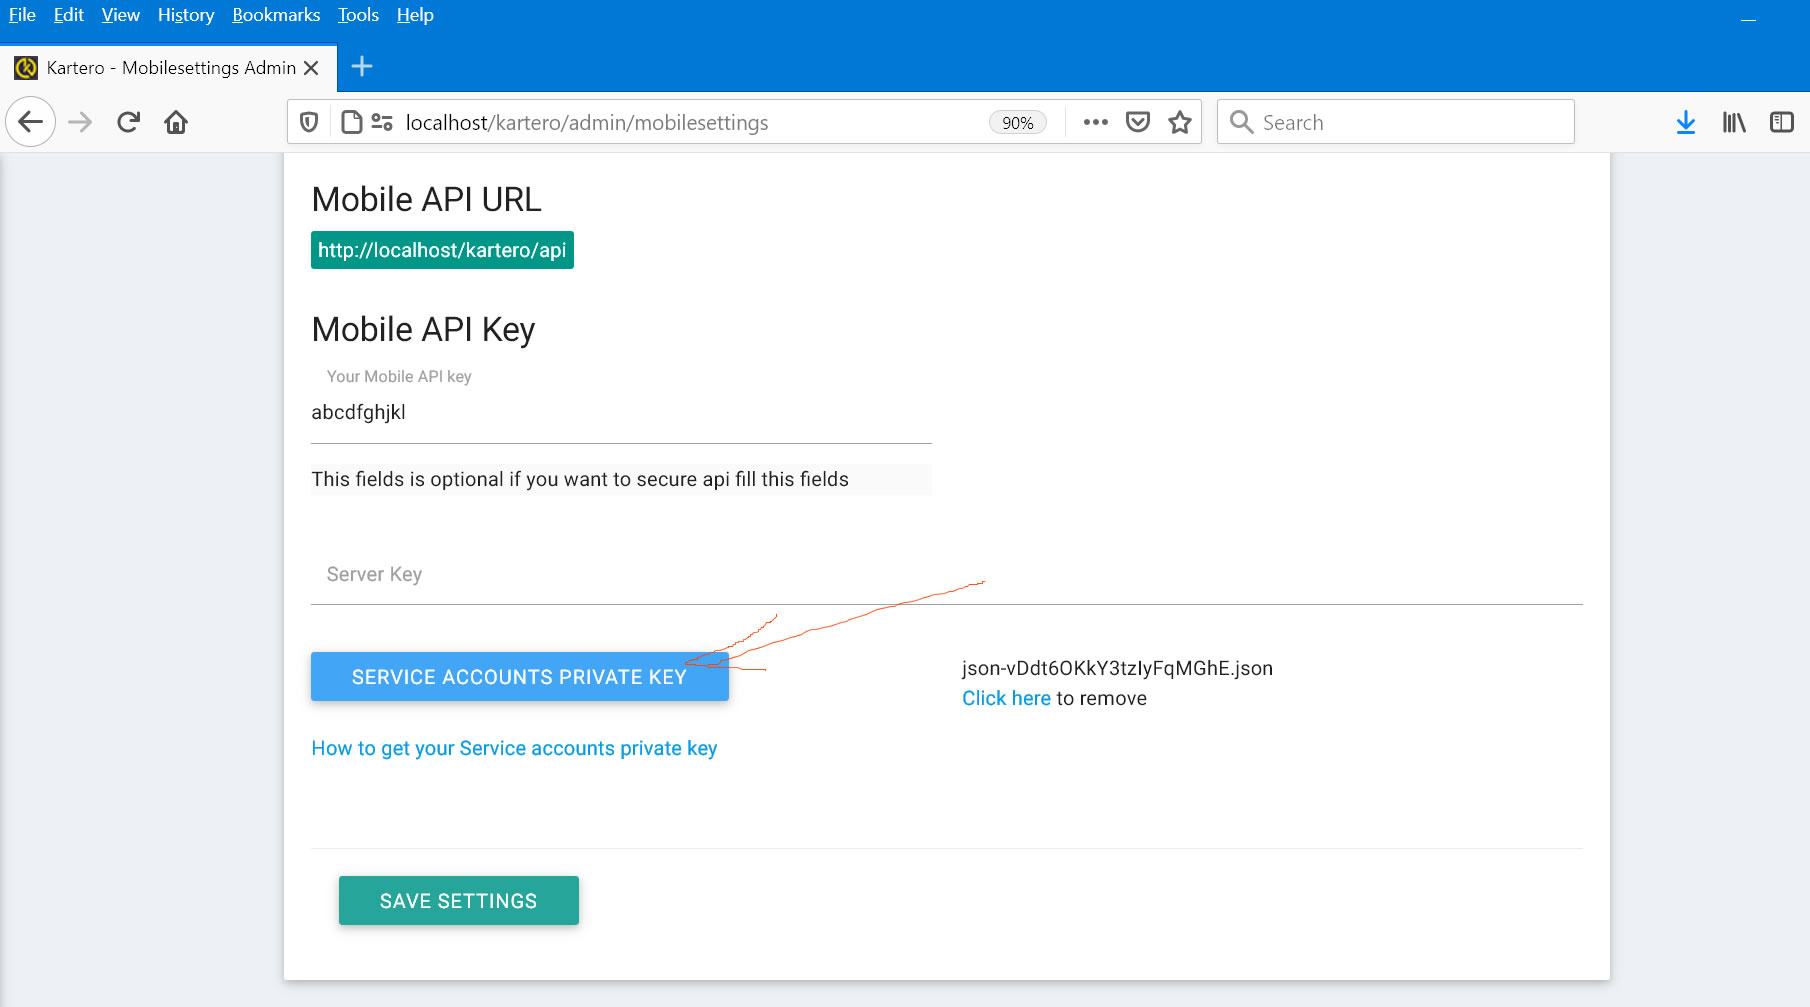 File Edit View History Bookmarks Tools Help
Kartero - Mobilesettings Admin
localhost/kartero/admin/mobilesettings 90% Search
Mobile API URL
http://localhost/kartero/api
Mobile API Key
Your Mobile API key
abcdfghjkl
This fields is optional if you want to secure api fill this fields
Server Key
SERVICE ACCOUNTS PRIVATE KEY
json-vDdt6OKkY3tzIyFqMGhE.json
Click here to remove
How to get your Service accounts private key
SAVE SETTINGS